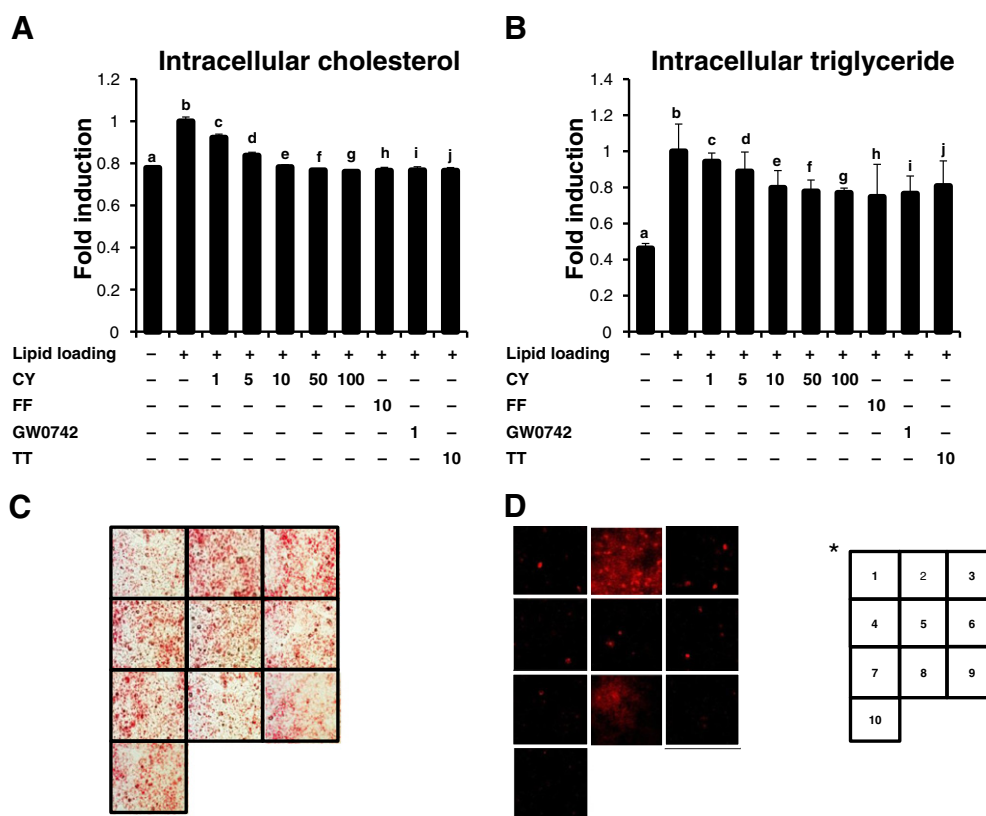 A
Intracellular cholesterol
Fold induction
1.2
1
0.8
0.6
0.4
0.2
0
a b c d e f g h i j
Lipid loading – + + + + + + + + +
CY – – 1 5 10 50 100 – – –
FF – – – – – – – 10 – –
GW0742 – – – – – – – – 1 –
TT – – – – – – – – – 10
B
Intracellular triglyceride
Fold induction
1.4
1.2
1
0.8
0.6
0.4
0.2
0
a b c d e f g h i j
Lipid loading – + + + + + + + + +
CY – – 1 5 10 50 100 – – –
FF – – – – – – – 10 – –
GW0742 – – – – – – – – 1 –
TT – – – – – – – – – 10
C
D
*
1 2 3
4 5 6
7 8 9
10